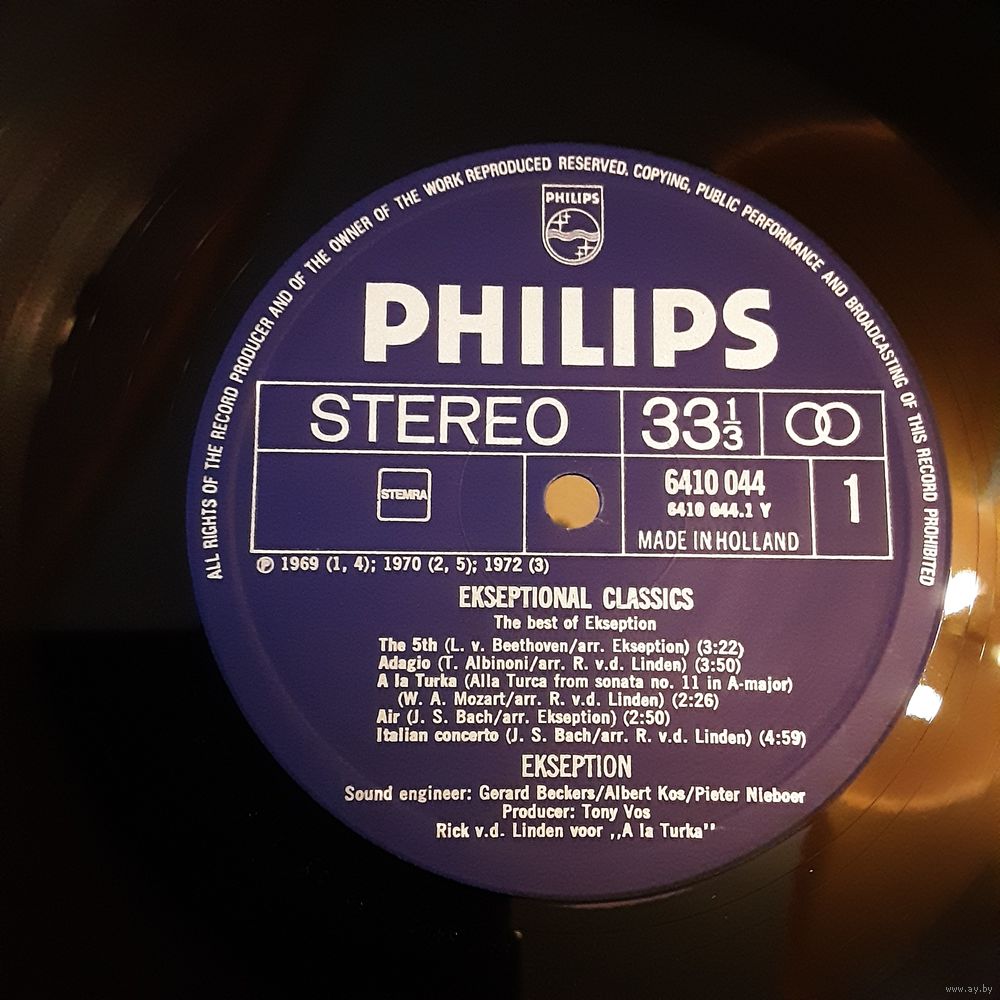 ALL RIGHTS OF THE RECORD PRODUCER AND OF THE OWNER OF THE WORK REPRODUCED RESERVED. COPYING, PUBLIC PERFORMANCE AND BROADCASTING OF THIS RECORD PROHIBITED
PHILIPS
PHILIPS
STEREO 33 1/3
STEMRA
6410 044
6410 044.1 Y
MADE IN HOLLAND
1
Ⓟ 1969 (1, 4); 1970 (2, 5); 1972 (3)
EKSEPTIONAL CLASSICS
The best of Ekseption
The 5th (L. v. Beethoven/arr. Ekseption) (3:22)
Adagio (T. Albinoni/arr. R. v.d. Linden) (3:50)
A la Turka (Alla Turca from sonata no. 11 in A-major)
(W. A. Mozart/arr. R. v.d. Linden) (2:26)
Air (J. S. Bach/arr. Ekseption) (2:50)
Italian concerto (J. S. Bach/arr. R. v.d. Linden) (4:59)
EKSEPTION
Sound engineer: Gerard Beckers/Albert Kos/Pieter Nieboer
Producer: Tony Vos
Rick v.d. Linden voor ,,A la Turka''
www.ay.by